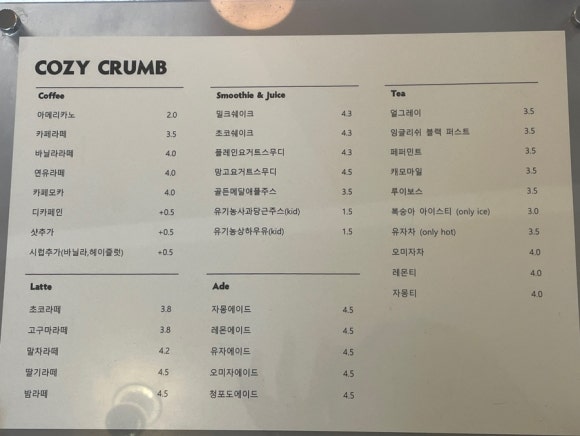 COZY CRUMB
Coffee
아메리카노 2.0
카페라떼 3.5
바닐라라떼 4.0
연유라떼 4.0
카페모카 4.0
디카페인 +0.5
샷추가 +0.5
시럽추가(바닐라,헤이즐럿) +0.5
Latte
초코라떼 3.8
고구마라떼 3.8
말차라떼 4.2
딸기라떼 4.5
밤라떼 4.5
Smoothie & Juice
밀크쉐이크 4.3
초코쉐이크 4.3
플레인요거트스무디 4.3
망고요거트스무디 4.5
골든메달애플주스 3.5
유기농사과당근주스(kid) 1.5
유기농상하우유(kid) 1.5
Ade
자몽에이드 4.5
레몬에이드 4.5
유자에이드 4.5
오미자에이드 4.5
청포도에이드 4.5
Tea
얼그레이 3.5
잉글리쉬 블랙 퍼스트 3.5
페퍼민트 3.5
캐모마일 3.5
루이보스 3.5
복숭아 아이스티 (only ice) 3.0
유자차 (only hot) 3.5
오미자차 4.0
레몬티 4.0
자몽티 4.0